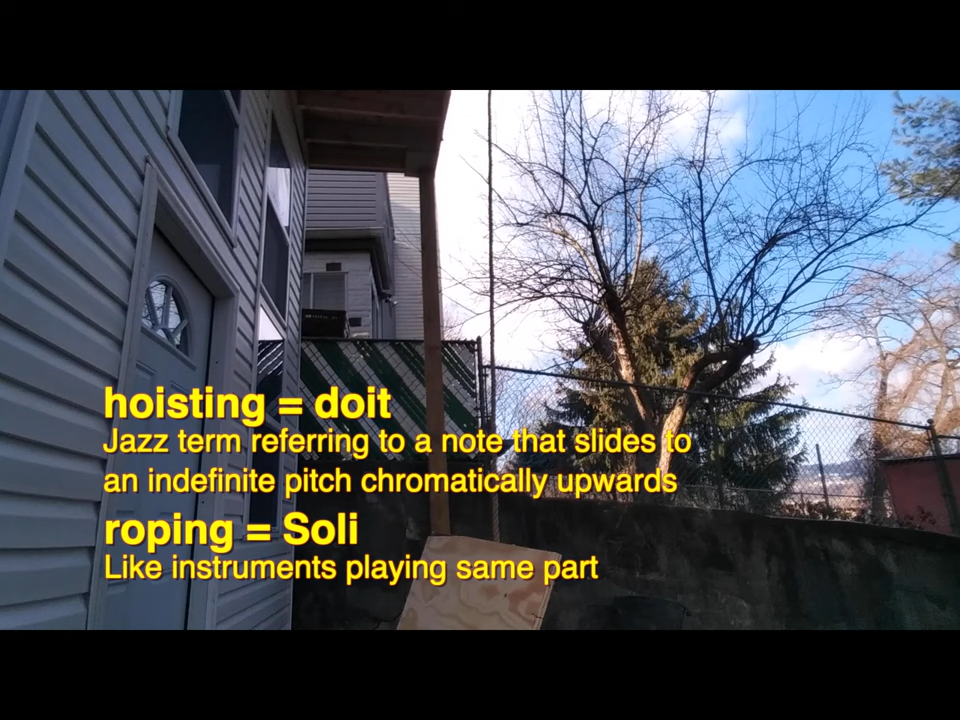 hoisting = doit
Jazz term referring to a note that slides to
an indefinite pitch chromatically upwards
roping = Soli
Like instruments playing same part